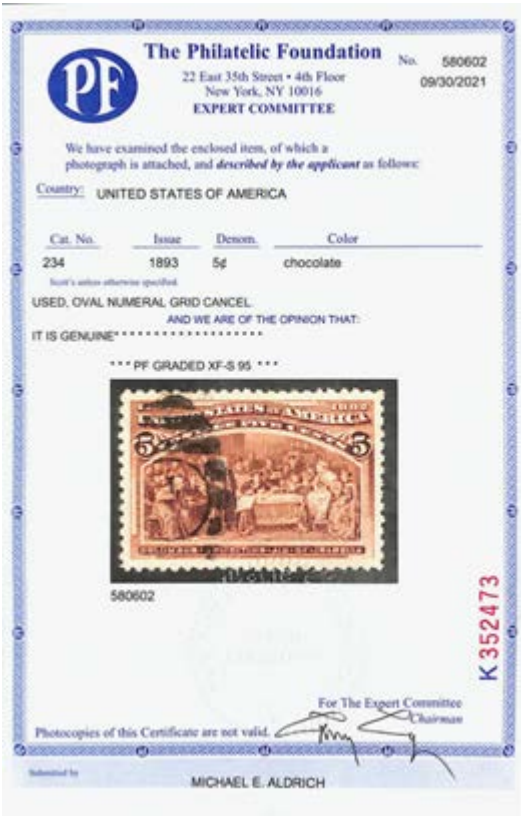 The Philatelic Foundation
No. 580602
22 East 35th Street • 4th Floor
09/30/2021
New York, NY 10016
EXPERT COMMITTEE
PF
We have examined the enclosed item, of which a
photograph is attached, and described by the applicant as follows:
Country: UNITED STATES OF AMERICA
Cat. No. Issue Denom. Color
234 1893 5¢ chocolate
Scott's unless otherwise specified
USED, OVAL NUMERAL GRID CANCEL
AND WE ARE OF THE OPINION THAT:
IT IS GENUINE* * * * * * * * * * * * * * * * * * * *
* * * PF GRADED XF-S 95 * * *
UNITED STATES OF AMERICA
5 5
580602
K 352473
For The Expert Committee
Chairman
Photocopies of this Certificate are not valid.
Submitted by
MICHAEL E. ALDRICH